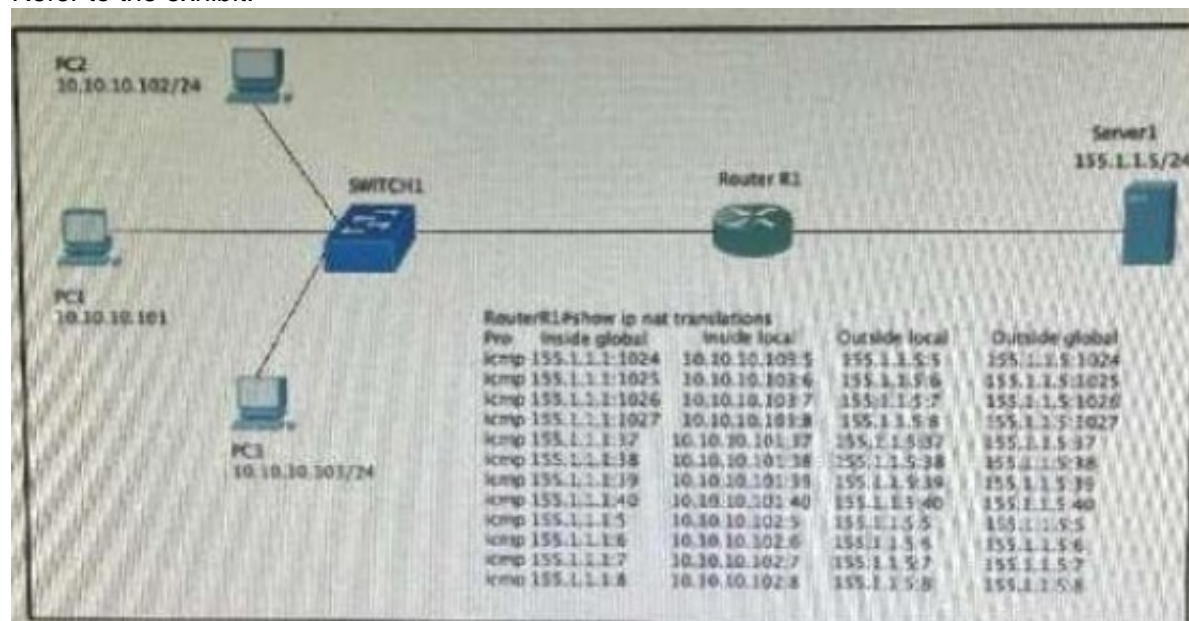 Refer to the exhibit.
PC2
10.10.10.102/24
Server1
155.1.1.5/24
SWITCH1
Router R1
PC1
10.10.10.101
PC3
10.10.10.103/24
RouterR1#show ip nat translations
Pro Inside global Inside local Outside local Outside global
icmp 155.1.1.1:1024 10.10.10.103:5 155.1.1.5:5 155.1.1.5:1024
icmp 155.1.1.1:1025 10.10.10.103:6 155.1.1.5:6 155.1.1.5:1025
icmp 155.1.1.1:1026 10.10.10.103:7 155.1.1.5:7 155.1.1.5:1026
icmp 155.1.1.1:1027 10.10.10.103:8 155.1.1.5:8 155.1.1.5:1027
icmp 155.1.1.1:37 10.10.10.101:37 155.1.1.5:37 155.1.1.5:37
icmp 155.1.1.1:38 10.10.10.101:38 155.1.1.5:38 155.1.1.5:38
icmp 155.1.1.1:39 10.10.10.101:39 155.1.1.5:39 155.1.1.5:39
icmp 155.1.1.1:40 10.10.10.101:40 155.1.1.5:40 155.1.1.5:40
icmp 155.1.1.1:5 10.10.10.102:5 155.1.1.5:5 155.1.1.5:5
icmp 155.1.1.1:6 10.10.10.102:6 155.1.1.5:6 155.1.1.5:6
icmp 155.1.1.1:7 10.10.10.102:7 155.1.1.5:7 155.1.1.5:7
icmp 155.1.1.1:8 10.10.10.102:8 155.1.1.5:8 155.1.1.5:8